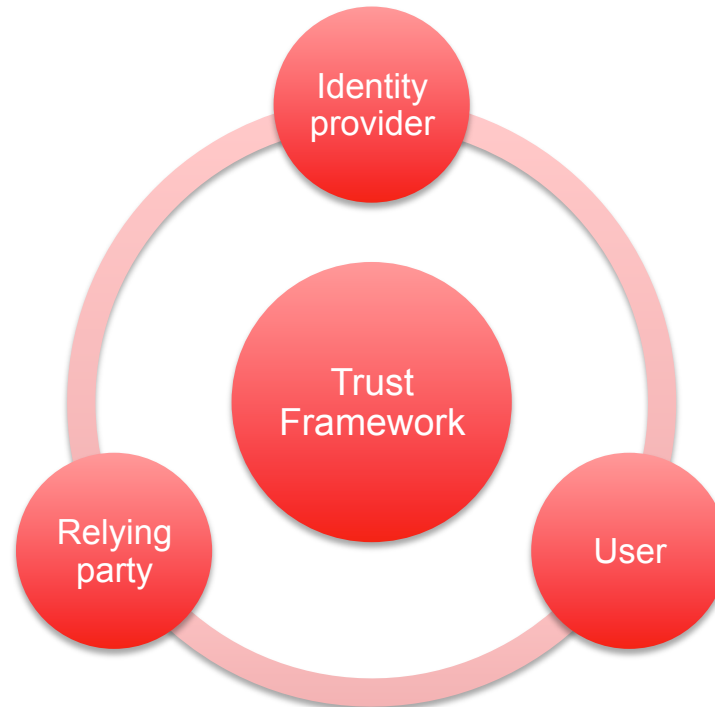 Identity
provider
Trust
Framework
Relying
party
User